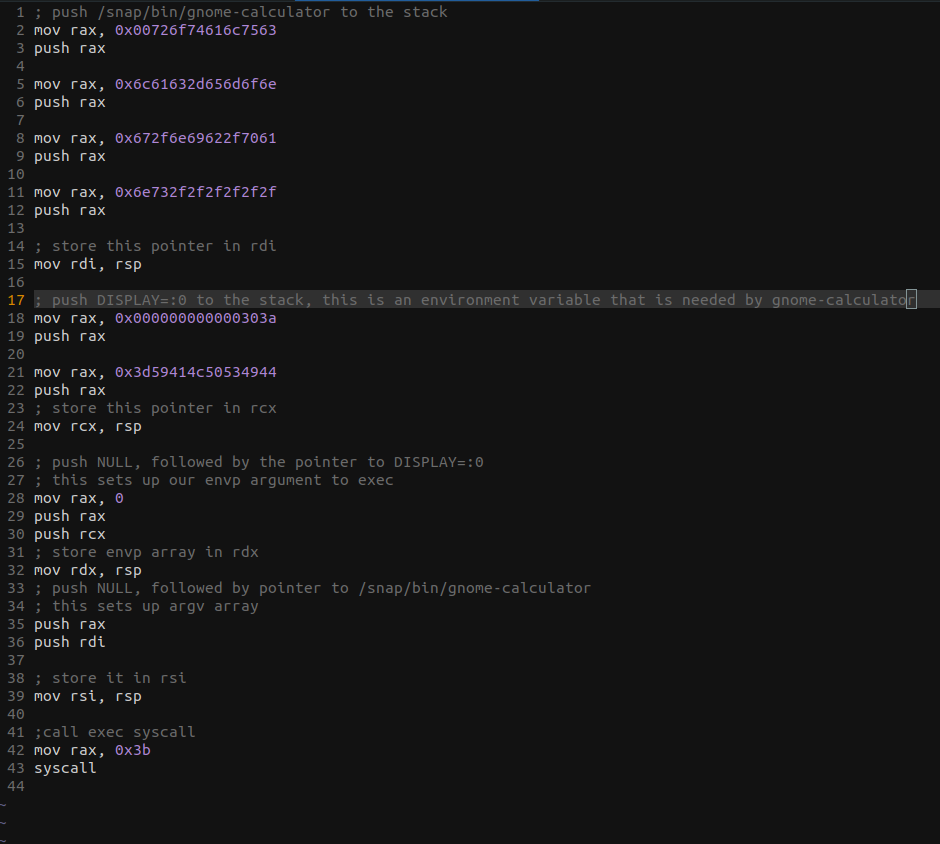 1 ; push /snap/bin/gnome-calculator to the stack
2 mov rax, 0x00726f74616c7563
3 push rax
4
5 mov rax, 0x6c61632d656d6f6e
6 push rax
7
8 mov rax, 0x672f6e69622f7061
9 push rax
10
11 mov rax, 0x6e732f2f2f2f2f2f
12 push rax
13
14 ; store this pointer in rdi
15 mov rdi, rsp
16
17 ; push DISPLAY=:0 to the stack, this is an environment variable that is needed by gnome-calculator
18 mov rax, 0x000000000000303a
19 push rax
20
21 mov rax, 0x3d59414c50534944
22 push rax
23 ; store this pointer in rcx
24 mov rcx, rsp
25
26 ; push NULL, followed by the pointer to DISPLAY=:0
27 ; this sets up our envp argument to exec
28 mov rax, 0
29 push rax
30 push rcx
31 ; store envp array in rdx
32 mov rdx, rsp
33 ; push NULL, followed by pointer to /snap/bin/gnome-calculator
34 ; this sets up argv array
35 push rax
36 push rdi
37
38 ; store it in rsi
39 mov rsi, rsp
40
41 ;call exec syscall
42 mov rax, 0x3b
43 syscall
44
~
~
~